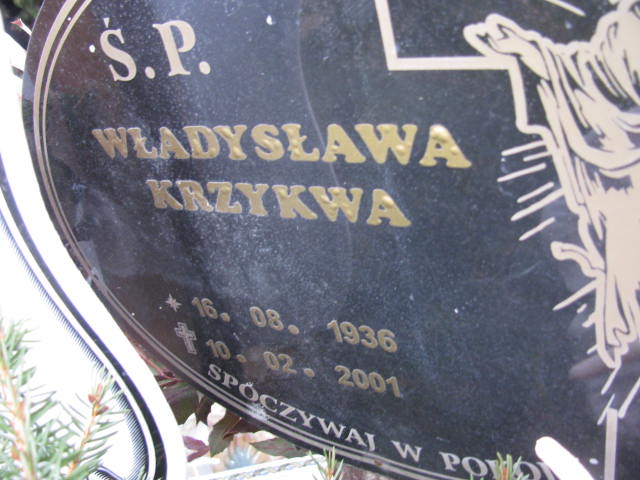 Ś.P.
WŁADYSŁAWA
KRZYKWA
* 16. 08. 1936
✝ 10. 02. 2001
SPOCZYWAJ W